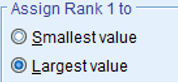 Assign Rank 1 to
Smallest value
Largest value